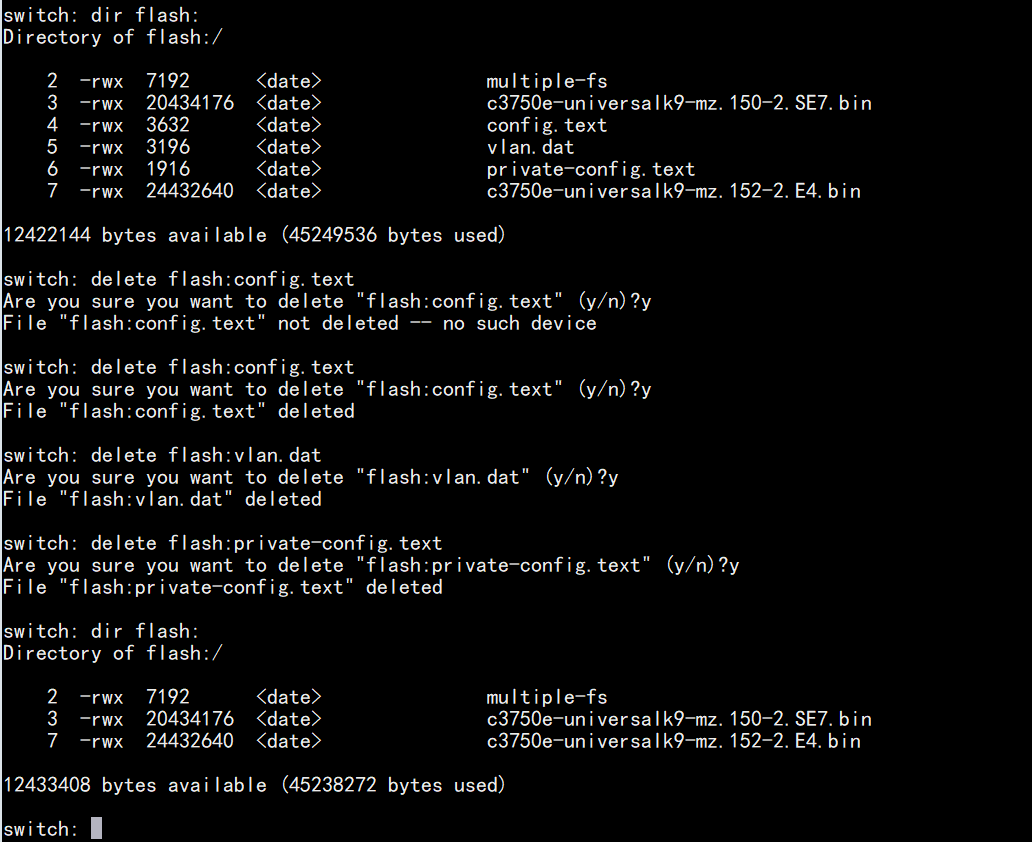 switch: dir flash:
Directory of flash:/
2 -rwx 7192 <date> multiple-fs
3 -rwx 20434176 <date> c3750e-universalk9-mz.150-2.SE7.bin
4 -rwx 3632 <date> config.text
5 -rwx 3196 <date> vlan.dat
6 -rwx 1916 <date> private-config.text
7 -rwx 24432640 <date> c3750e-universalk9-mz.152-2.E4.bin
12422144 bytes available (45249536 bytes used)
switch: delete flash:config.text
Are you sure you want to delete "flash:config.text" (y/n)?y
File "flash:config.text" not deleted -- no such device
switch: delete flash:config.text
Are you sure you want to delete "flash:config.text" (y/n)?y
File "flash:config.text" deleted
switch: delete flash:vlan.dat
Are you sure you want to delete "flash:vlan.dat" (y/n)?y
File "flash:vlan.dat" deleted
switch: delete flash:private-config.text
Are you sure you want to delete "flash:private-config.text" (y/n)?y
File "flash:private-config.text" deleted
switch: dir flash:
Directory of flash:/
2 -rwx 7192 <date> multiple-fs
3 -rwx 20434176 <date> c3750e-universalk9-mz.150-2.SE7.bin
7 -rwx 24432640 <date> c3750e-universalk9-mz.152-2.E4.bin
12433408 bytes available (45238272 bytes used)
switch: